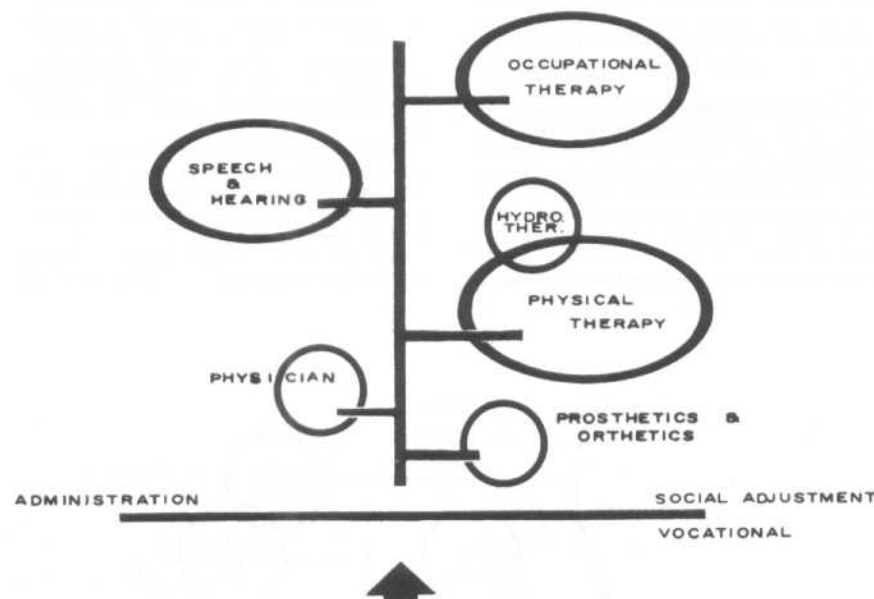 OCCUPATIONAL
THERAPY
SPEECH
&
HEARING
HYDRO.
THER.
PHYSICAL
THERAPY
PHYSICIAN
PROSTHETICS &
ORTHETICS
ADMINISTRATION
SOCIAL ADJUSTMENT
VOCATIONAL